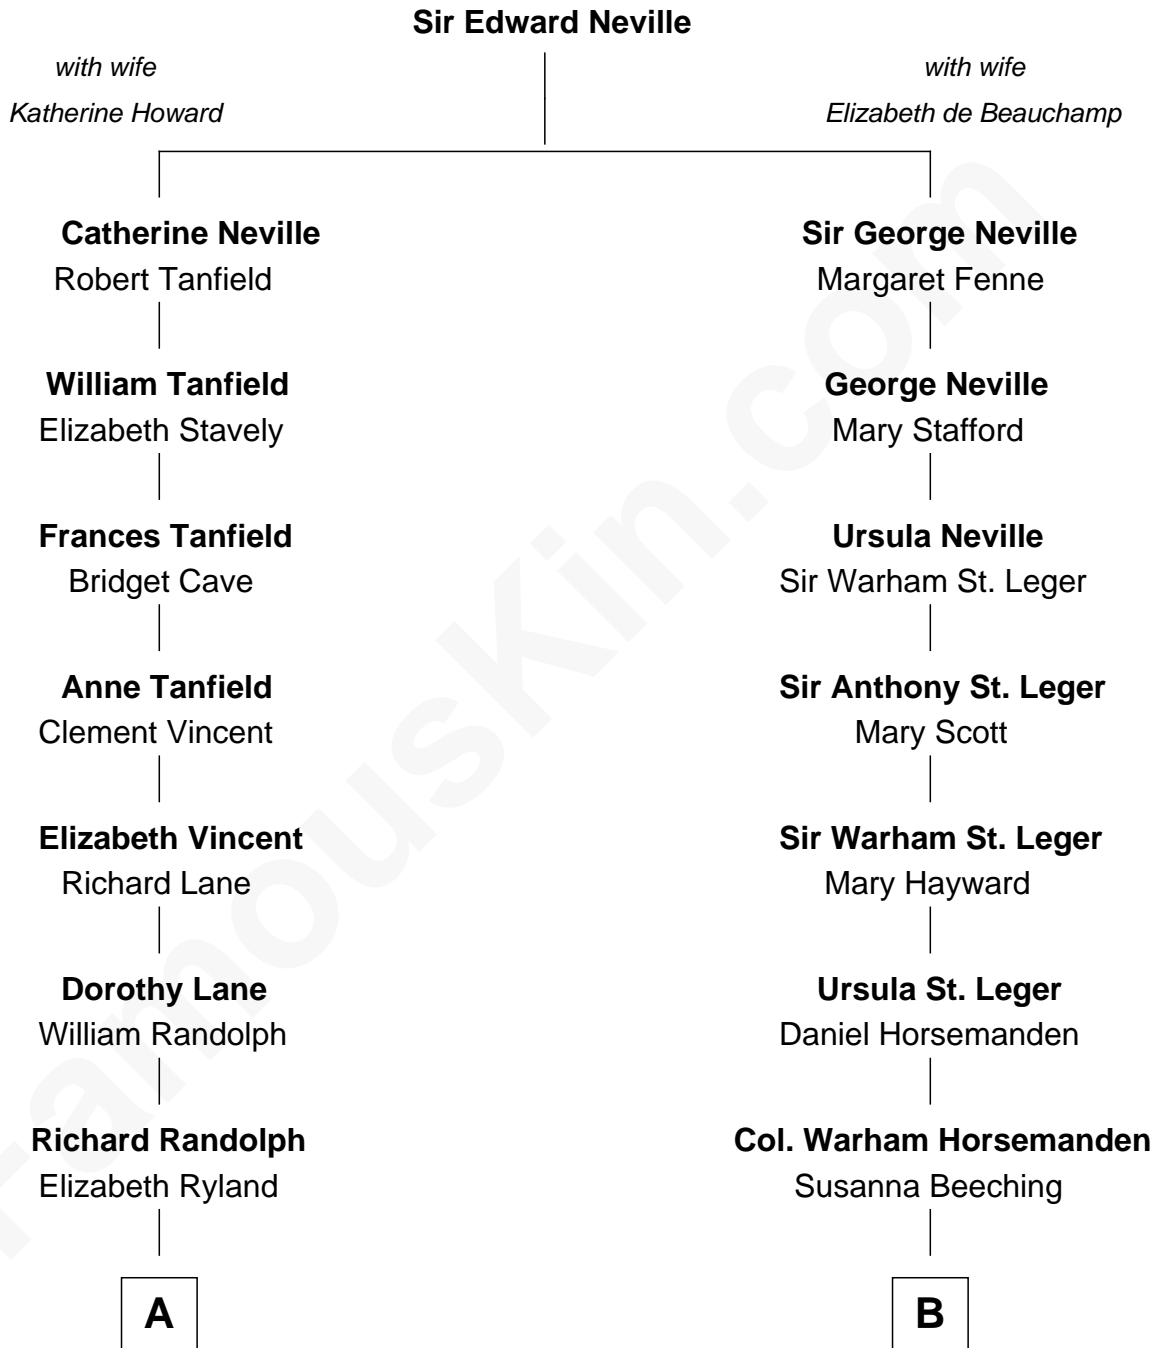 Sir Edward Neville
with wife
Katherine Howard
with wife
Elizabeth de Beauchamp
Catherine Neville
Robert Tanfield
William Tanfield
Elizabeth Stavely
Frances Tanfield
Bridget Cave
Anne Tanfield
Clement Vincent
Elizabeth Vincent
Richard Lane
Dorothy Lane
William Randolph
Richard Randolph
Elizabeth Ryland
A
Sir George Neville
Margaret Fenne
George Neville
Mary Stafford
Ursula Neville
Sir Warham St. Leger
Sir Anthony St. Leger
Mary Scott
Sir Warham St. Leger
Mary Hayward
Ursula St. Leger
Daniel Horsemanden
Col. Warham Horsemanden
Susanna Beeching
B
FamousKin.com